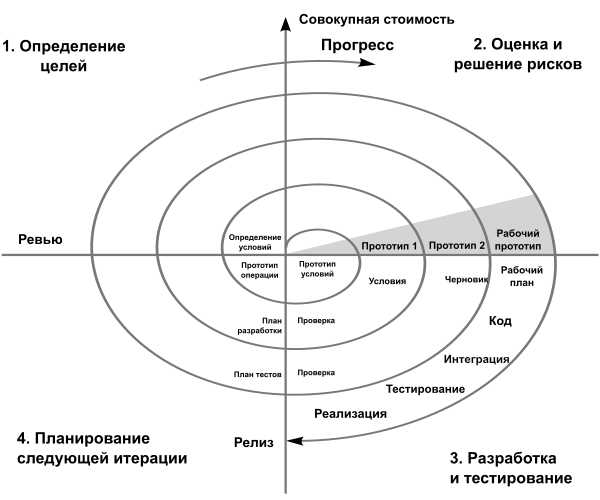 Совокупная стоимость
Прогресс
1. Определение
целей
2. Оценка и
решение рисков
Ревью
Определение
условий
Прототип 1
Прототип 2
Рабочий
прототип
Прототип
операции
Прототип
условий
Условия
Черновик
Рабочий
план
План
разработки
Проверка
Код
Интеграция
План тестов
Проверка
Тестирование
Реализация
Релиз
4. Планирование
следующей итерации
3. Разработка
и тестирование